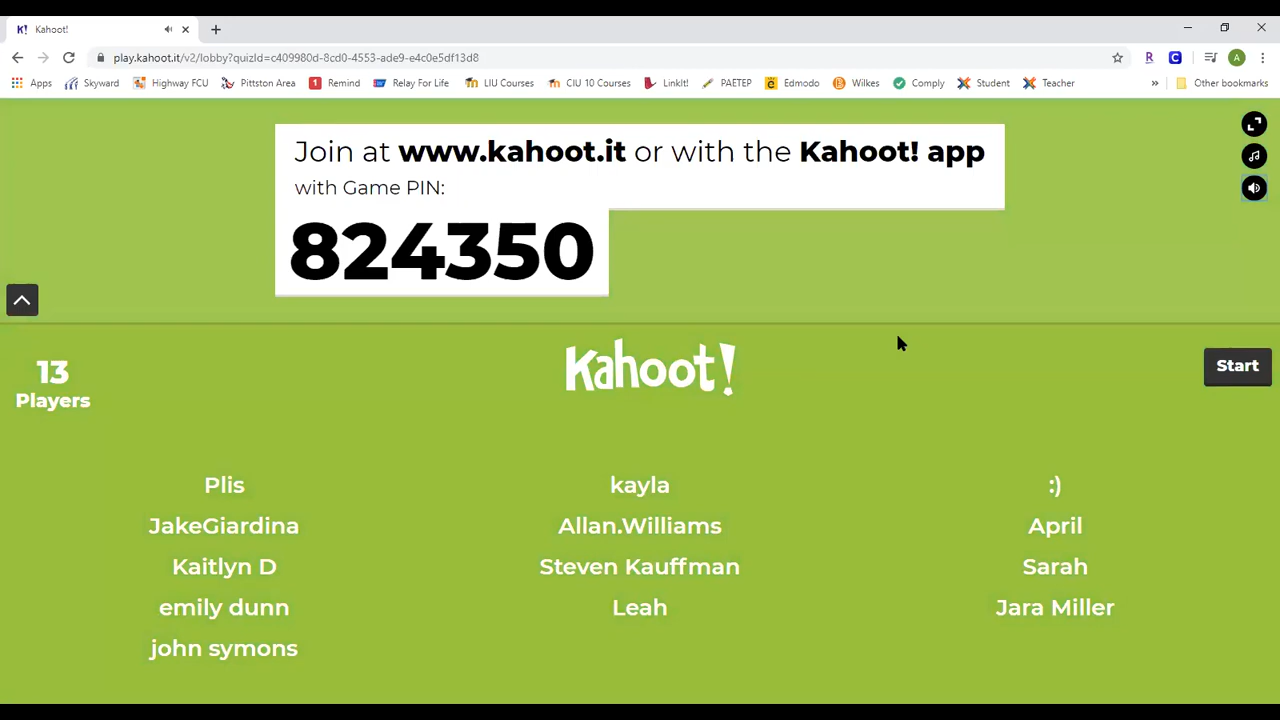 Kahoot!
play.kahoot.it/v2/lobby?quizId=c409980d-8cd0-4553-ade9-e4c0e5df13d8
R C A
Apps Skyward Highway FCU Pittston Area 1 Remind Relay For Life LIU Courses CIU 10 Courses LinkIt! PAETEP Edmodo Wilkes Comply Student Teacher » Other bookmarks
Join at www.kahoot.it or with the Kahoot! app
with Game PIN:
824350
13
Players
Kahoot!
Start
Plis kayla :)
JakeGiardina Allan.Williams April
Kaitlyn D Steven Kauffman Sarah
emily dunn Leah Jara Miller
john symons